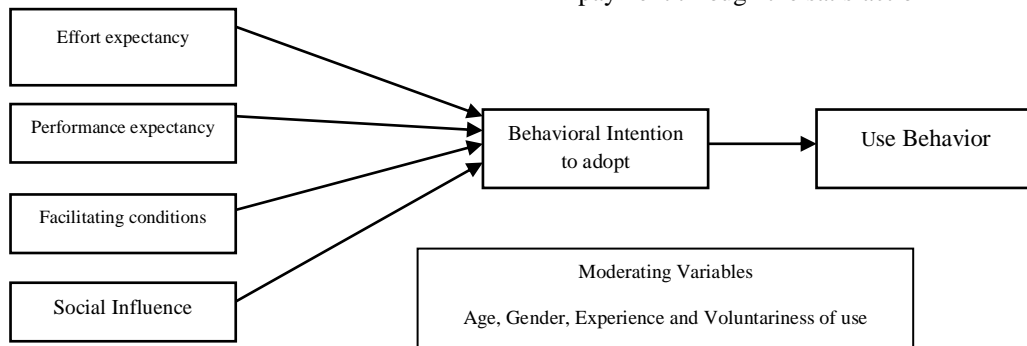 Effort expectancy
Performance expectancy
Facilitating conditions
Social Influence
Behavioral Intention
to adopt
Use Behavior
Moderating Variables
Age, Gender, Experience and Voluntariness of use